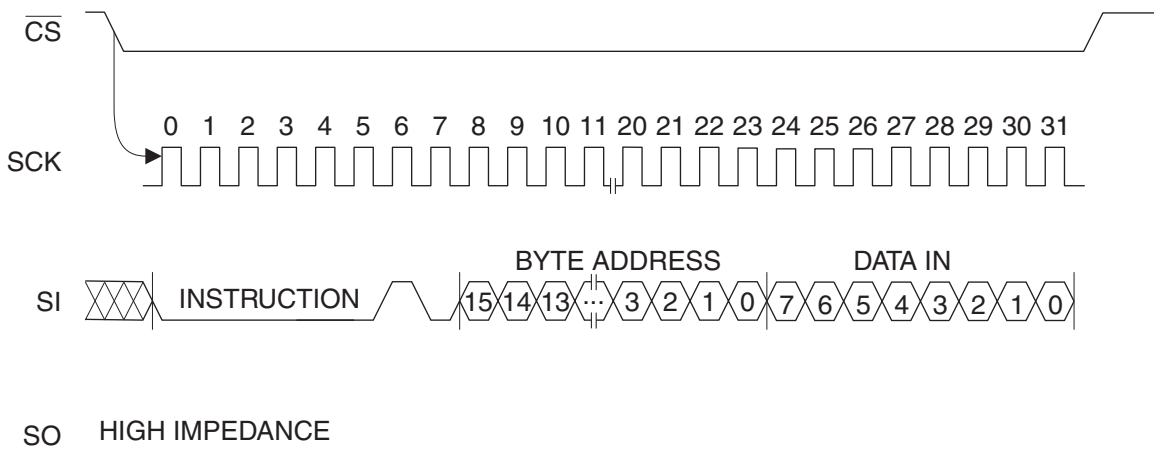 CS
0 1 2 3 4 5 6 7 8 9 10 11 20 21 22 23 24 25 26 27 28 29 30 31
SCK
BYTE ADDRESS DATA IN
SI INSTRUCTION 15 14 13 ... 3 2 1 0 7 6 5 4 3 2 1 0
SO HIGH IMPEDANCE